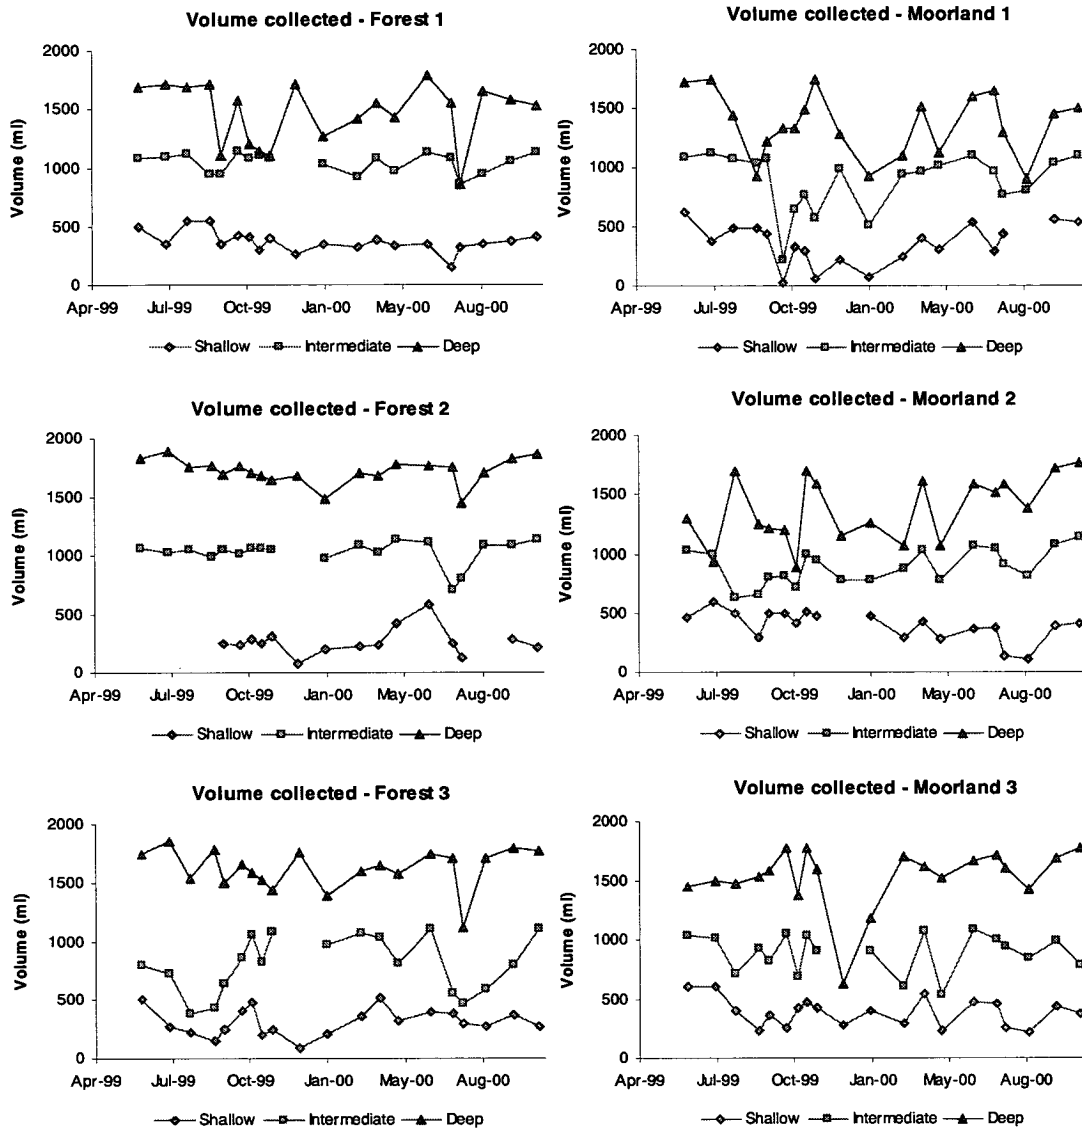 Volume collected - Forest 1
Volume (ml)
2000
1500
1000
500
0
Apr-99 Jul-99 Oct-99 Jan-00 May-00 Aug-00
Shallow Intermediate Deep
Volume collected - Moorland 1
Volume (ml)
2000
1500
1000
500
0
Apr-99 Jul-99 Oct-99 Jan-00 May-00 Aug-00
Shallow Intermediate Deep
Volume collected - Forest 2
Volume (ml)
2000
1500
1000
500
0
Apr-99 Jul-99 Oct-99 Jan-00 May-00 Aug-00
Shallow Intermediate Deep
Volume collected - Moorland 2
Volume (ml)
2000
1500
1000
500
0
Apr-99 Jul-99 Oct-99 Jan-00 May-00 Aug-00
Shallow Intermediate Deep
Volume collected - Forest 3
Volume (ml)
2000
1500
1000
500
0
Apr-99 Jul-99 Oct-99 Jan-00 May-00 Aug-00
Shallow Intermediate Deep
Volume collected - Moorland 3
Volume (ml)
2000
1500
1000
500
0
Apr-99 Jul-99 Oct-99 Jan-00 May-00 Aug-00
Shallow Intermediate Deep